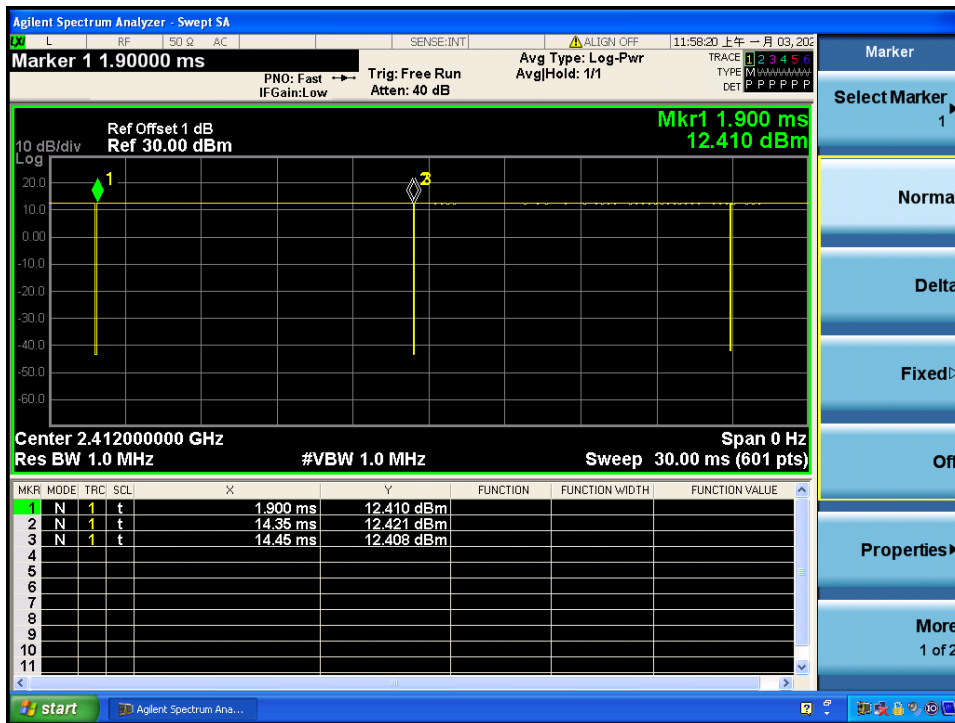 Agilent Spectrum Analyzer - Swept SA
LXI L RF 50 Ω AC SENSE:INT ALIGN OFF 11:58:20 上午 一月 03, 202
Marker 1 1.90000 ms
PNO: Fast
IFGain:Low
Trig: Free Run
Atten: 40 dB
Avg Type: Log-Pwr
Avg|Hold: 1/1
TRACE 1 2 3 4 5 6
TYPE M
DET P P P P P P
Mkr1 1.900 ms
12.410 dBm
Ref Offset 1 dB
10 dB/div Ref 30.00 dBm
Log
1
2
3
20.0
10.0
0.00
-10.0
-20.0
-30.0
-40.0
-50.0
-60.0
Center 2.412000000 GHz Span 0 Hz
Res BW 1.0 MHz #VBW 1.0 MHz Sweep 30.00 ms (601 pts)
MKR MODE TRC SCL X Y FUNCTION FUNCTION WIDTH FUNCTION VALUE
1 N 1 t 1.900 ms 12.410 dBm
2 N 1 t 14.35 ms 12.421 dBm
3 N 1 t 14.45 ms 12.408 dBm
4
5
6
7
8
9
10
11
Marker
Select Marker
1
Norma
Delta
Fixed
Off
Properties
More
1 of 2
start Agilent Spectrum Ana...